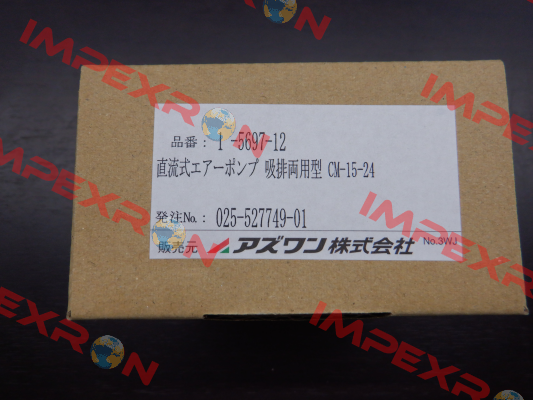 品番： 1 -5697-12
直流式エアーポンプ 吸排両用型 CM-15-24
発注No.： 025-527749-01
販売元 アズワン株式会社 No.3WJ
IMPEXRON
IMPEXRON
IMPEXRON
IMPEXRON
IMPEXRON